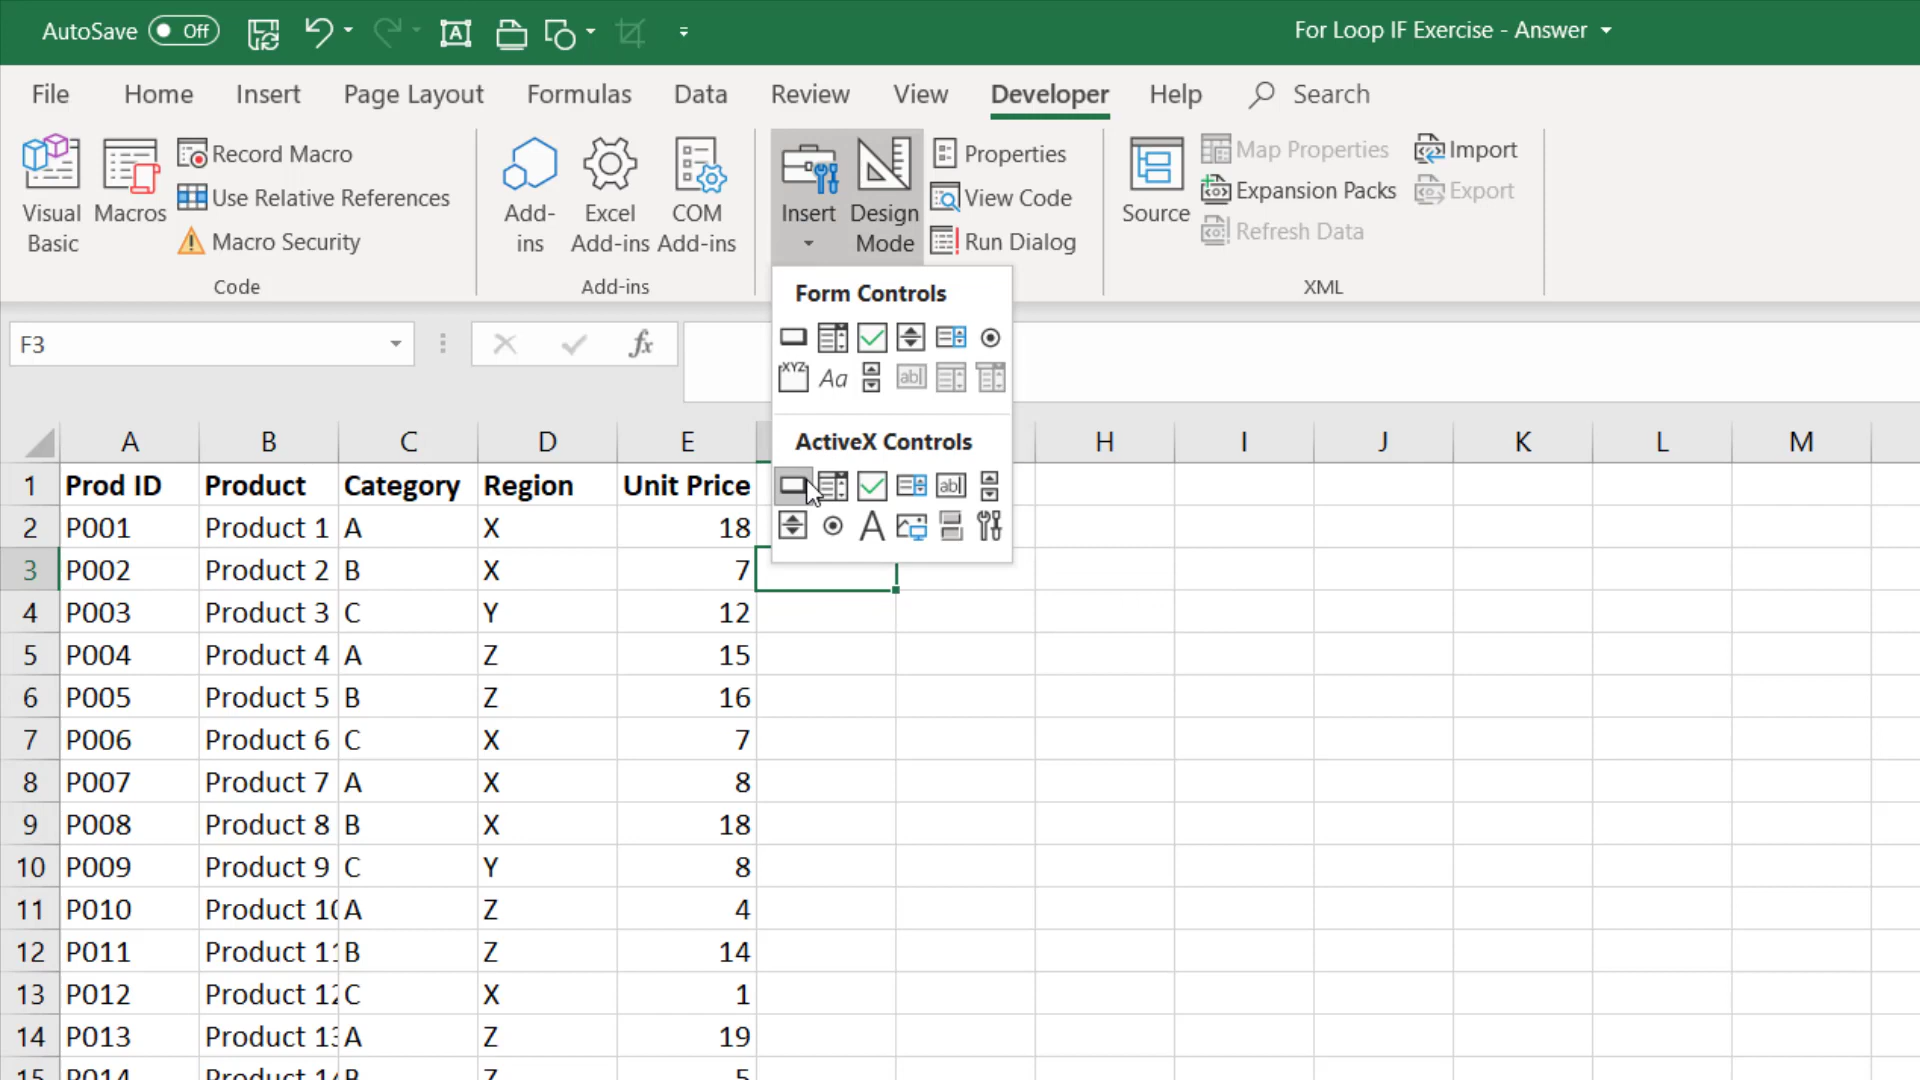 AutoSave Off For Loop IF Exercise - Answer
File Home Insert Page Layout Formulas Data Review View Developer Help Search
Visual Basic
Macros
Record Macro
Use Relative References
Macro Security
Code
Add-ins
Excel Add-ins
COM Add-ins
Add-ins
Insert
Design Mode
Properties
View Code
Run Dialog
Source
Map Properties
Expansion Packs
Refresh Data
Import
Export
XML
Form Controls
XYZ Aa ab|
ActiveX Controls
ab|
A
F3 fx
A B C D E H I J K L M
1 Prod ID Product Category Region Unit Price
2 P001 Product 1 A X 18
3 P002 Product 2 B X 7
4 P003 Product 3 C Y 12
5 P004 Product 4 A Z 15
6 P005 Product 5 B Z 16
7 P006 Product 6 C X 7
8 P007 Product 7 A X 8
9 P008 Product 8 B X 18
10 P009 Product 9 C Y 8
11 P010 Product 10 A Z 4
12 P011 Product 11 B Z 14
13 P012 Product 12 C X 1
14 P013 Product 13 A Z 19
15 P014 Product 14 B Z 5